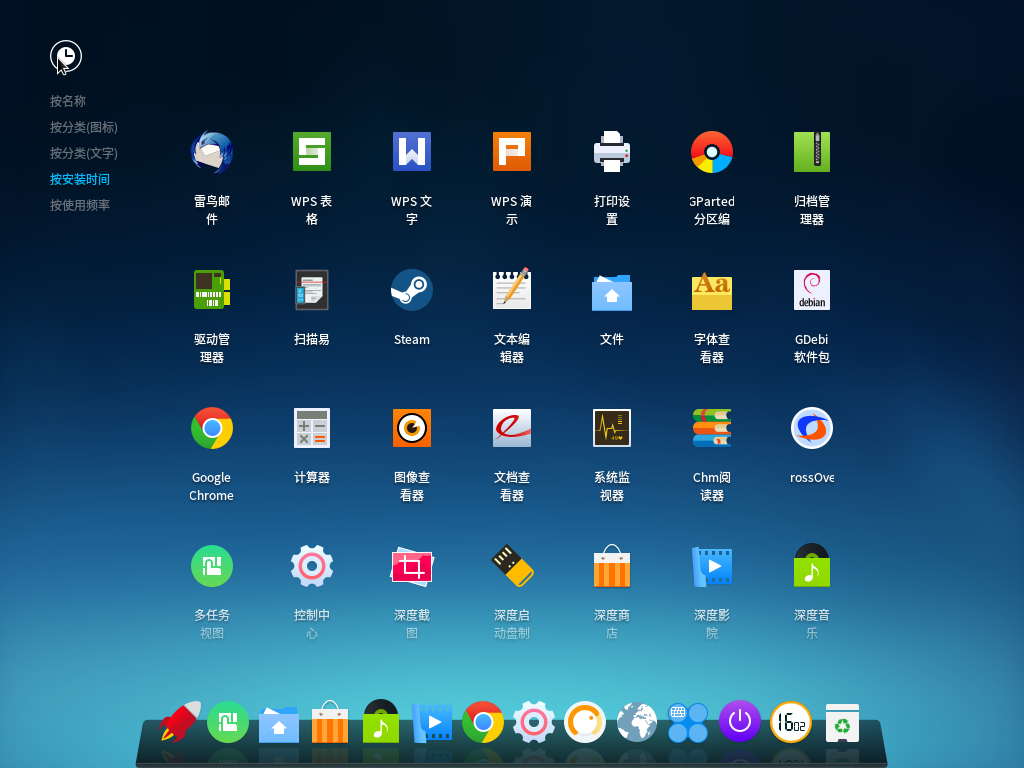 按名称
按分类(图标)
按分类(文字)
按安装时间
按使用频率
雷鸟邮
件
WPS 表
格
WPS 文
字
WPS 演
示
打印设
置
GParted
分区编
归档管
理器
驱动管
理器
扫描易
Steam
文本编
辑器
文件
字体查
看器
debian
GDebi
软件包
Google
Chrome
计算器
图像查
看器
文档查
看器
系统监
视器
Chm阅
读器
rossOve
多任务
视图
控制中
心
深度截
图
深度启
动盘制
深度商
店
深度影
院
深度音
乐
1602